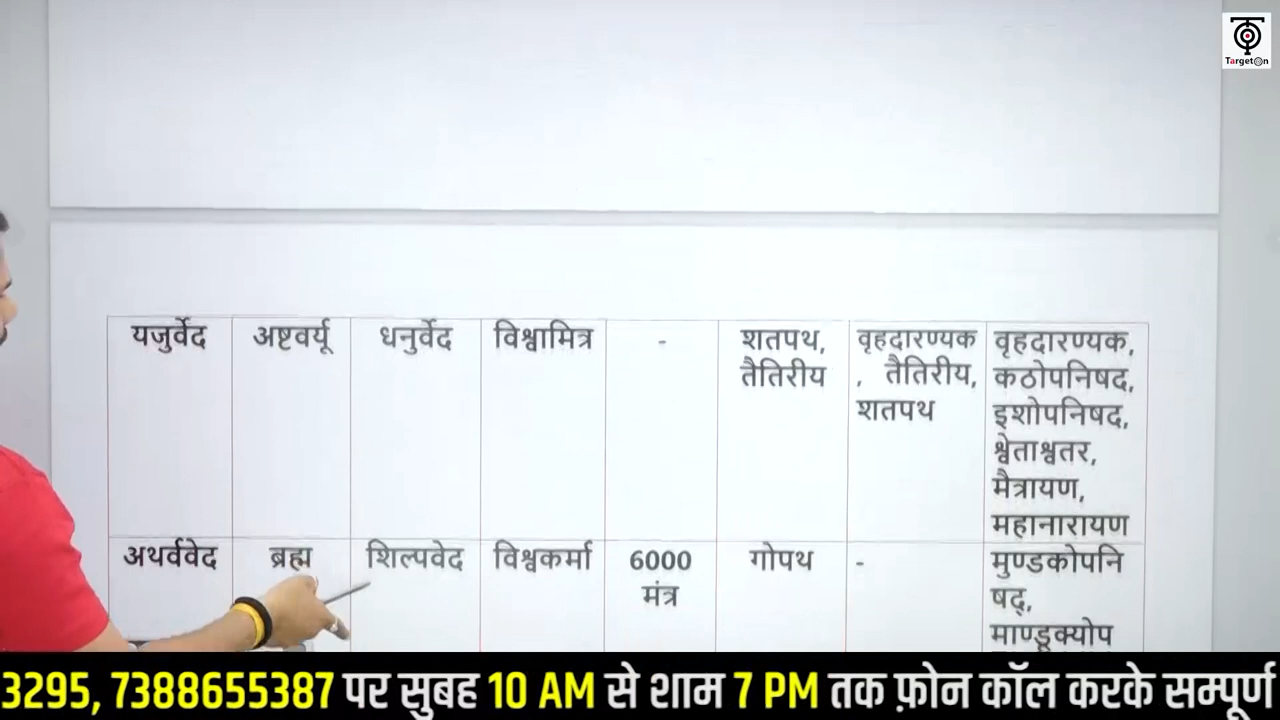 TargetOn
यजुर्वेद अष्टवर्यू धनुर्वेद विश्वामित्र - शतपथ, वृहदारण्यक वृहदारण्यक,
तैतिरीय , तैतिरीय, कठोपनिषद,
शतपथ इशोपनिषद,
श्वेताश्वतर,
मैत्रायण,
महानारायण
अथर्ववेद ब्रह्म शिल्पवेद विश्वकर्मा 6000 गोपथ - मुण्डकोपनि
मंत्र षद्,
माण्डूक्योप
3295, 7388655387 पर सुबह 10 AM से शाम 7 PM तक फ़ोन कॉल करके सम्पूर्ण